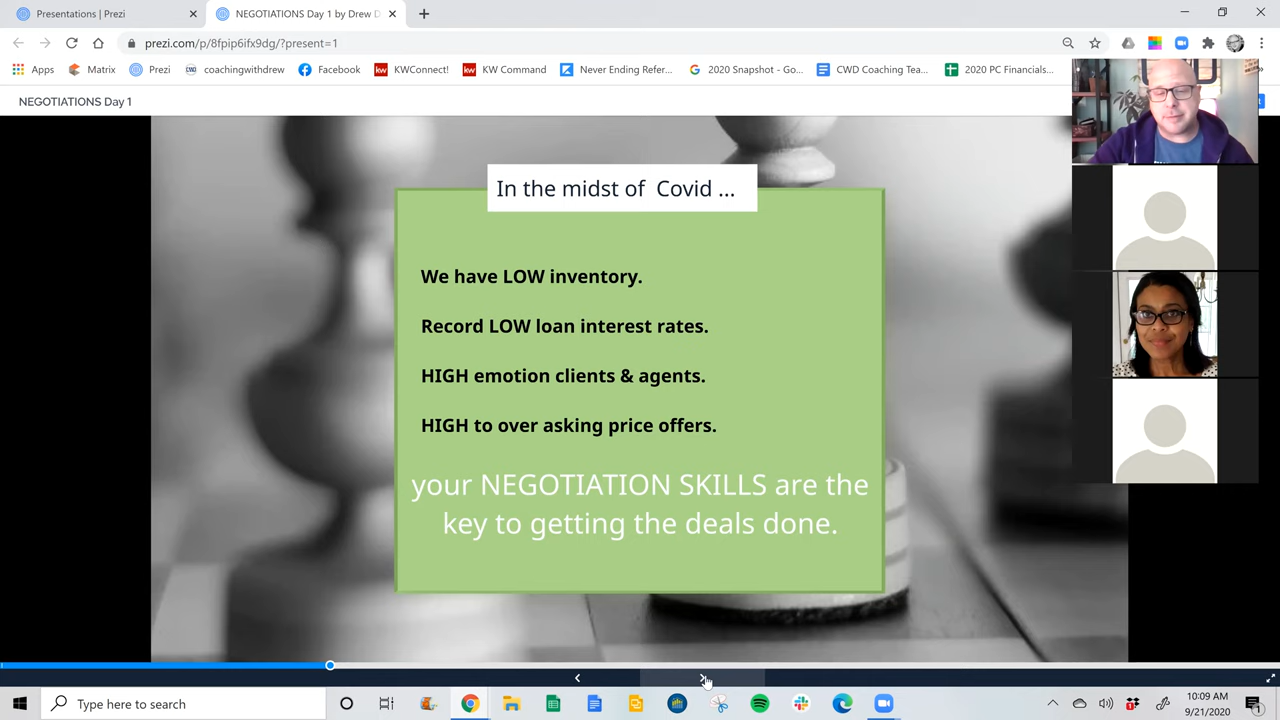 Presentations | Prezi
NEGOTIATIONS Day 1 by Drew D
prezi.com/p/8fpip6ifx9dg/?present=1
Apps
Matrix
Prezi
coachingwithdrew
Facebook
KWConnect!
KW Command
Never Ending Refer...
2020 Snapshot - Go...
CWD Coaching Tea...
2020 PC Financials...
NEGOTIATIONS Day 1
In the midst of Covid ...
We have LOW inventory.
Record LOW loan interest rates.
HIGH emotion clients & agents.
HIGH to over asking price offers.
your NEGOTIATION SKILLS are the
key to getting the deals done.
Type here to search
10:09 AM
9/21/2020